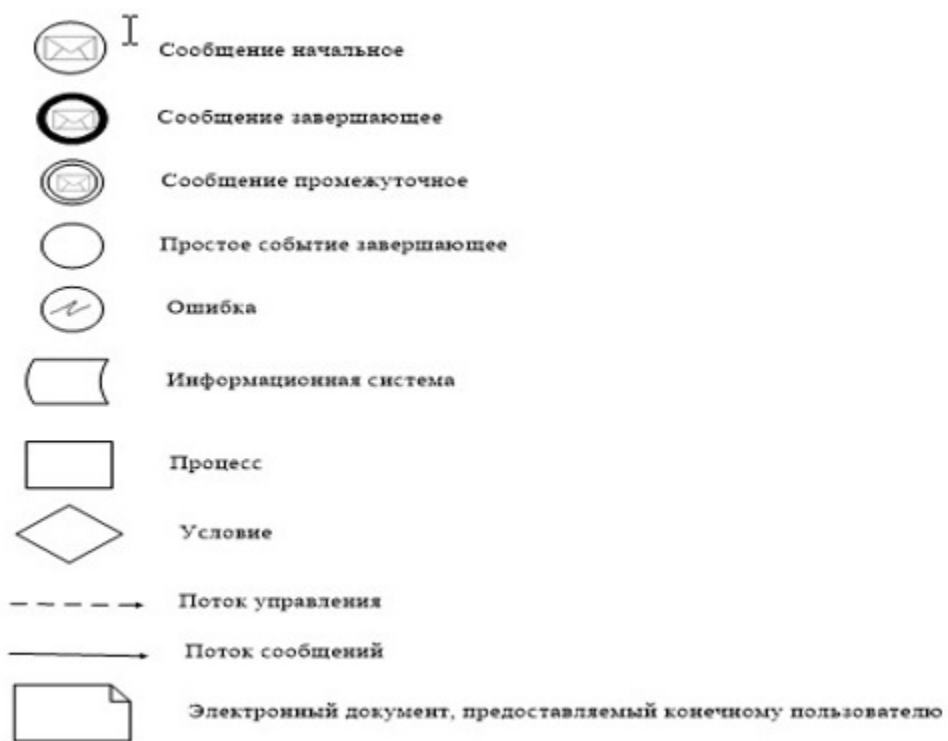 Сообщение начальное
Сообщение завершающее
Сообщение промежуточное
Простое событие завершающее
Ошибка
Информационная система
Процесс
Условие
Поток управления
Поток сообщений
Электронный документ, предоставляемый конечному пользователю